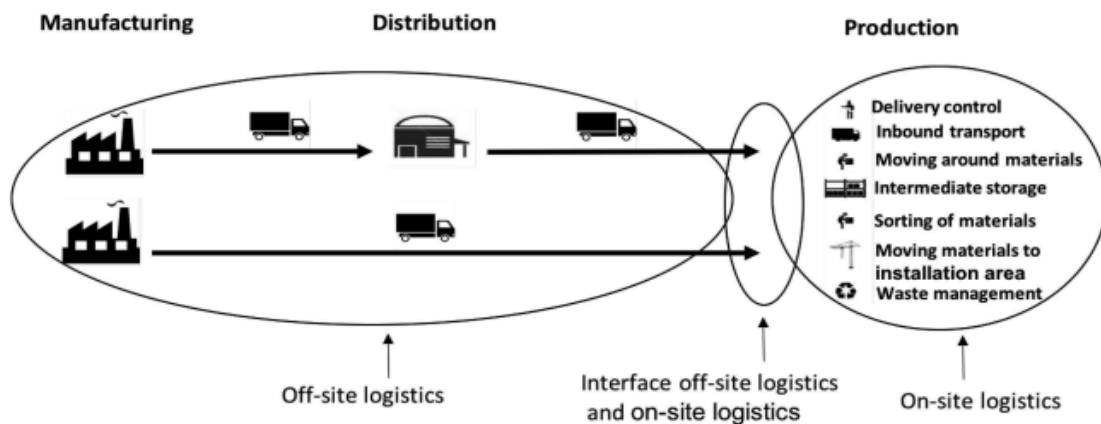 Manufacturing
Distribution
Production
Delivery control
Inbound transport
Moving around materials
Intermediate storage
Sorting of materials
Moving materials to
installation area
Waste management
Off-site logistics
Interface off-site logistics
and on-site logistics
On-site logistics